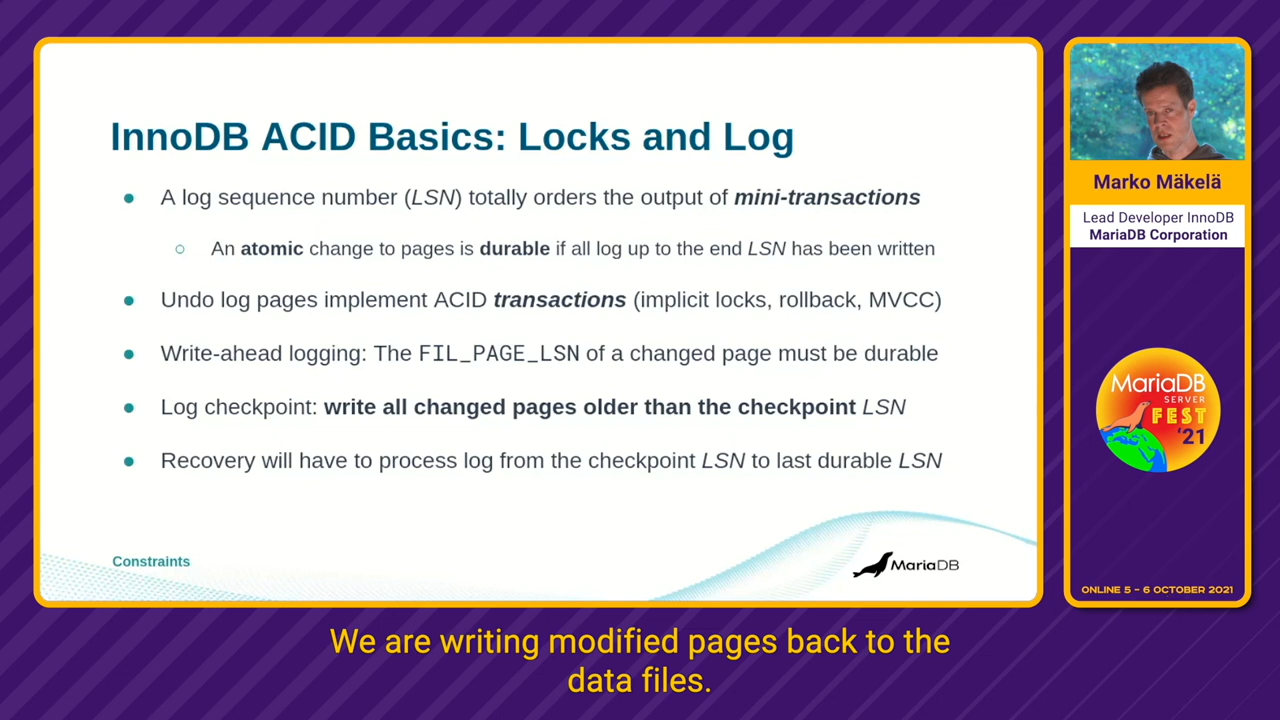 InnoDB ACID Basics: Locks and Log
● A log sequence number (LSN) totally orders the output of mini-transactions
○ An atomic change to pages is durable if all log up to the end LSN has been written
● Undo log pages implement ACID transactions (implicit locks, rollback, MVCC)
● Write-ahead logging: The FIL_PAGE_LSN of a changed page must be durable
● Log checkpoint: write all changed pages older than the checkpoint LSN
● Recovery will have to process log from the checkpoint LSN to last durable LSN
Constraints
MariaDB
Marko Mäkelä
Lead Developer InnoDB
MariaDB Corporation
MariaDB
SERVER
FEST
'21
ONLINE 5 – 6 OCTOBER 2021
We are writing modified pages back to the
data files.